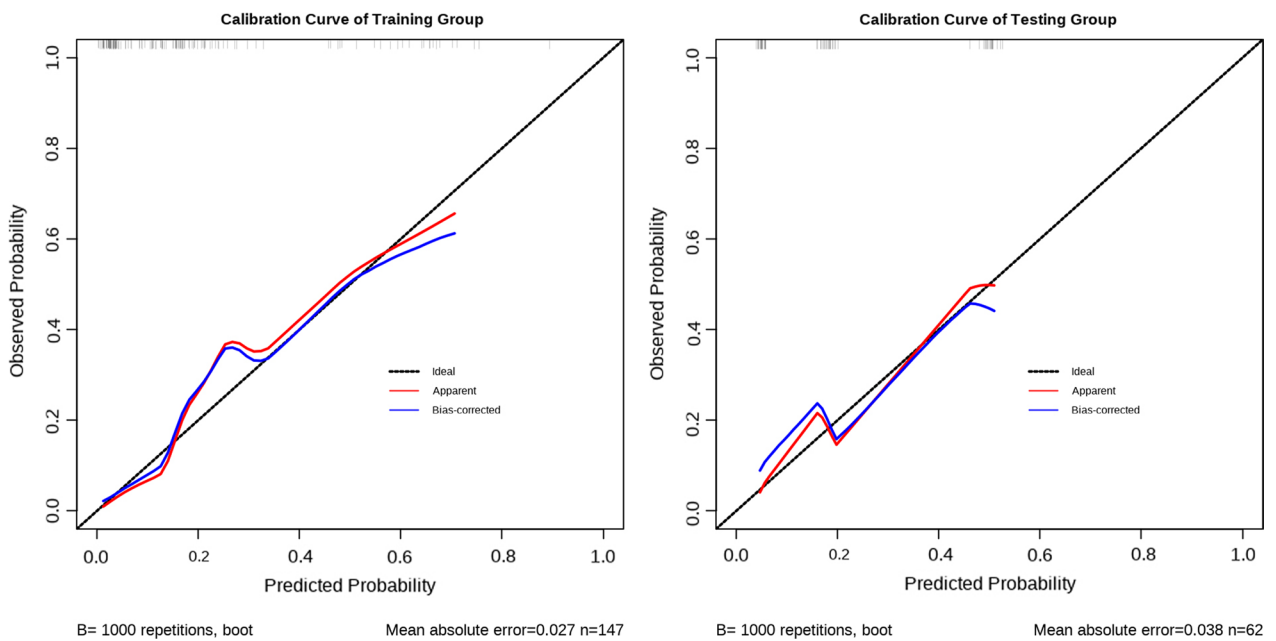 Calibration Curve of Training Group
Observed Probability
1.0
0.8
0.6
0.4
0.2
0.0
Ideal
Apparent
Bias-corrected
0.0 0.2 0.4 0.6 0.8 1.0
Predicted Probability
B= 1000 repetitions, boot Mean absolute error=0.027 n=147
Calibration Curve of Testing Group
Observed Probability
1.0
0.8
0.6
0.4
0.2
0.0
Ideal
Apparent
Bias-corrected
0.0 0.2 0.4 0.6 0.8 1.0
Predicted Probability
B= 1000 repetitions, boot Mean absolute error=0.038 n=62